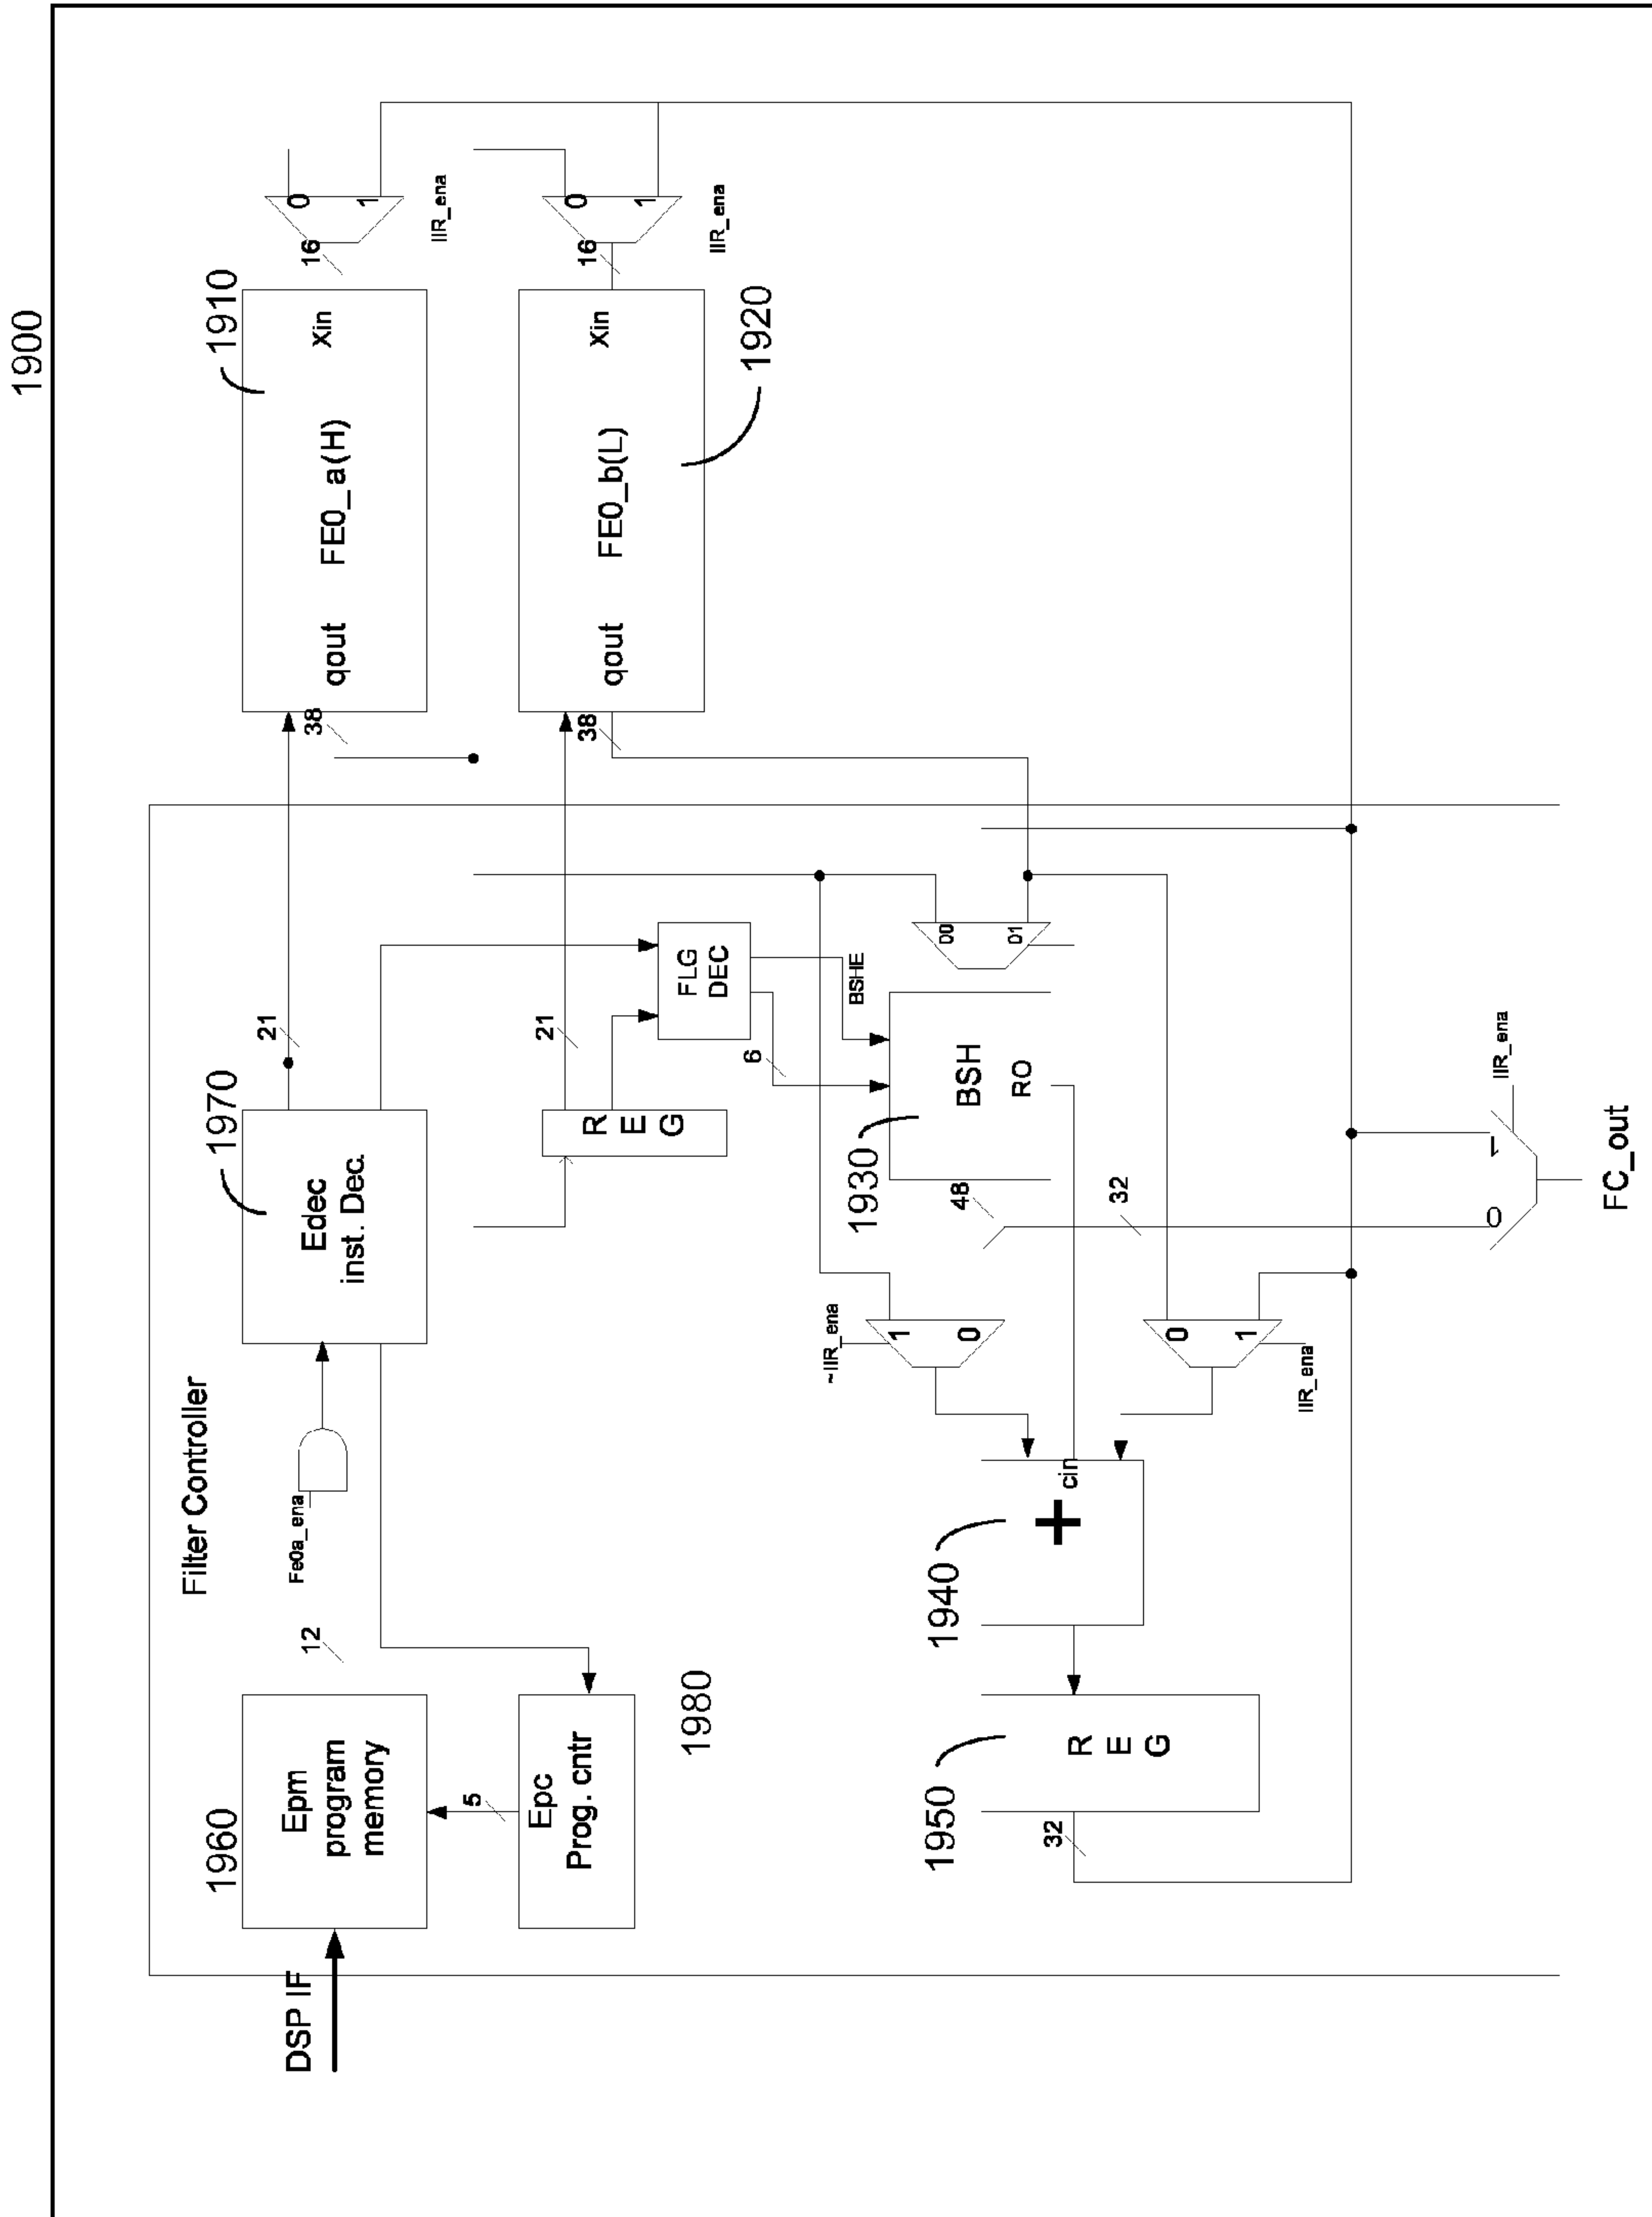 1900
Filter Controller
DSP IF
1960
Epm
program
memory
12
Fe0a_ena
1970
Edec
inst. Dec.
21
38
1910
qout
FE0_a(H)
Xin
16
0
1
IIR_ena
5
Epc
Prog. cntr
1980
R
E
G
21
38
qout
FE0_b(L)
Xin
1920
16
0
1
IIR_ena
FLG
DEC
6
BSHE
1930
BSH
RO
48
00
01
~IIR_ena
1
0
32
0
1
IIR_ena
1940
+
cin
1950
R
E
G
32
0
1
IIR_ena
FC_out